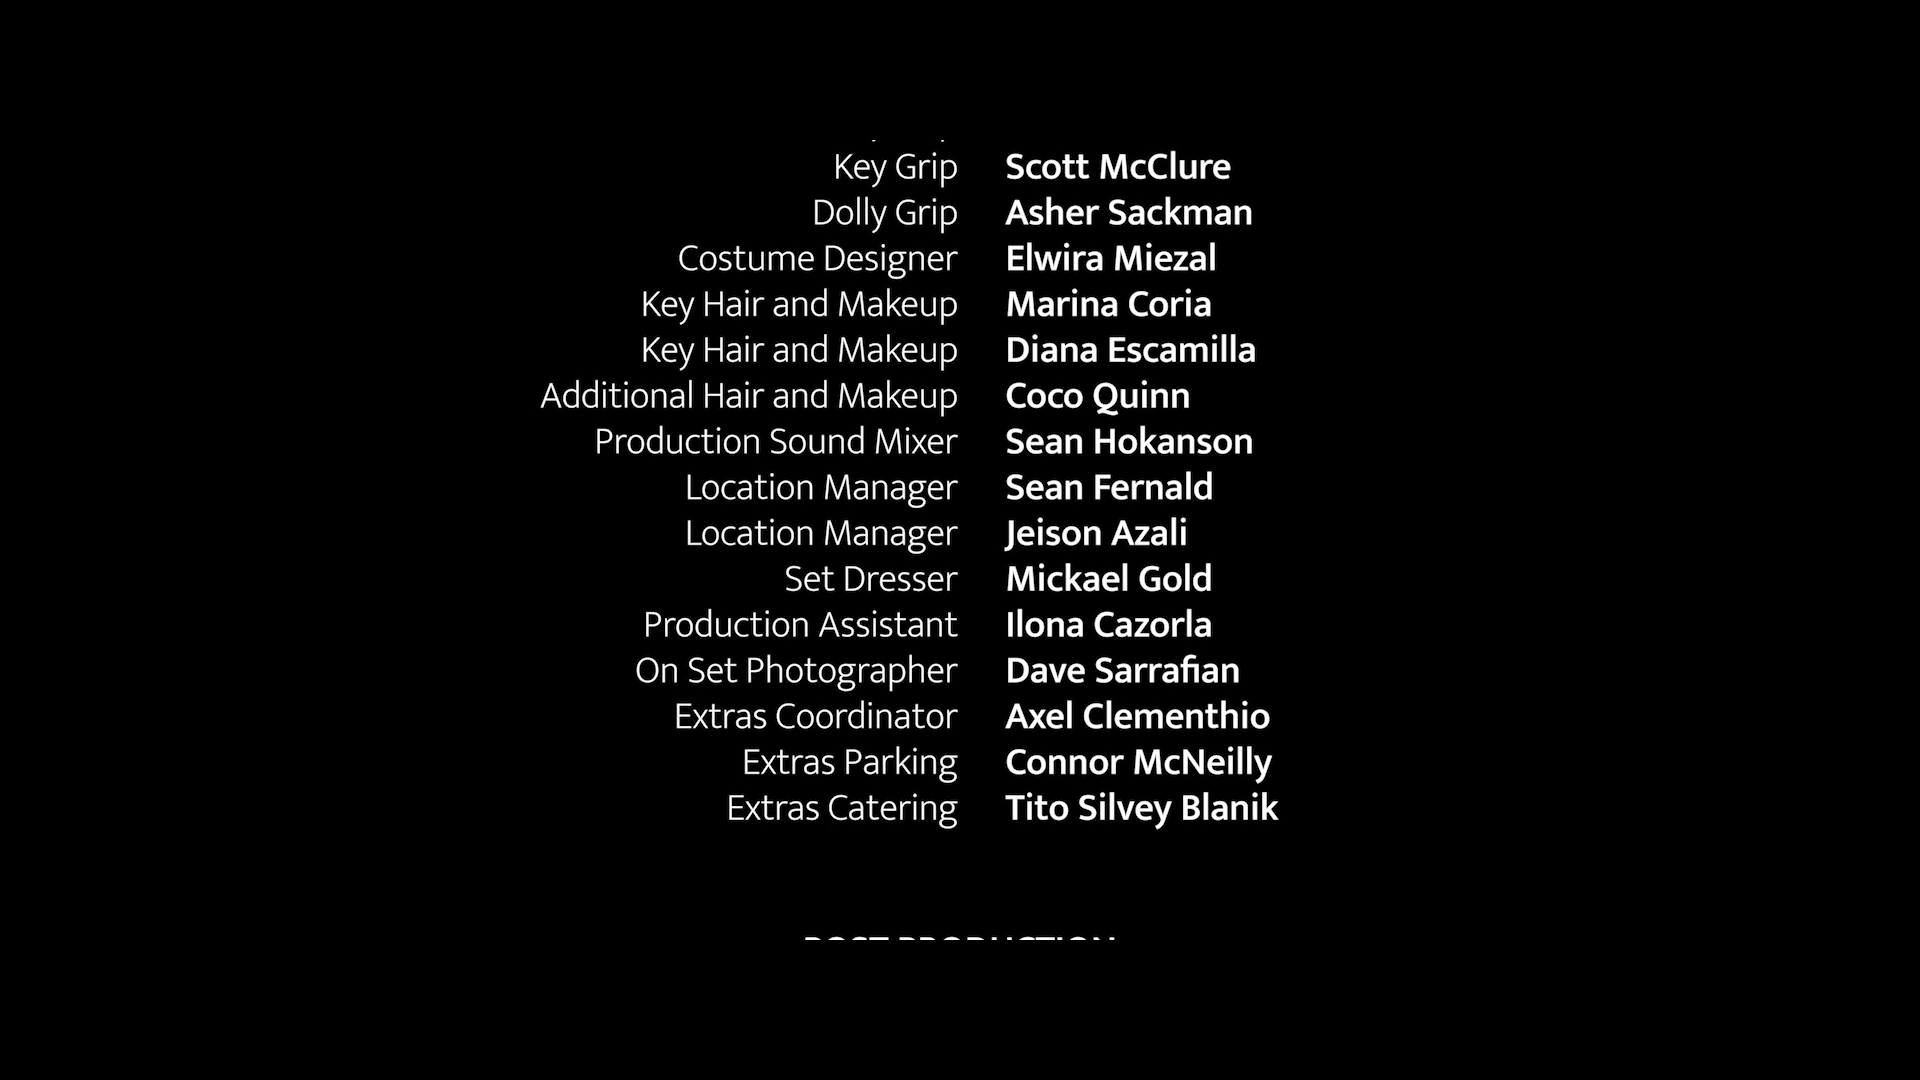 Key Grip Scott McClure
Dolly Grip Asher Sackman
Costume Designer Elwira Miezal
Key Hair and Makeup Marina Coria
Key Hair and Makeup Diana Escamilla
Additional Hair and Makeup Coco Quinn
Production Sound Mixer Sean Hokanson
Location Manager Sean Fernald
Location Manager Jeison Azali
Set Dresser Mickael Gold
Production Assistant Ilona Cazorla
On Set Photographer Dave Sarrafian
Extras Coordinator Axel Clementhio
Extras Parking Connor McNeilly
Extras Catering Tito Silvey Blanik